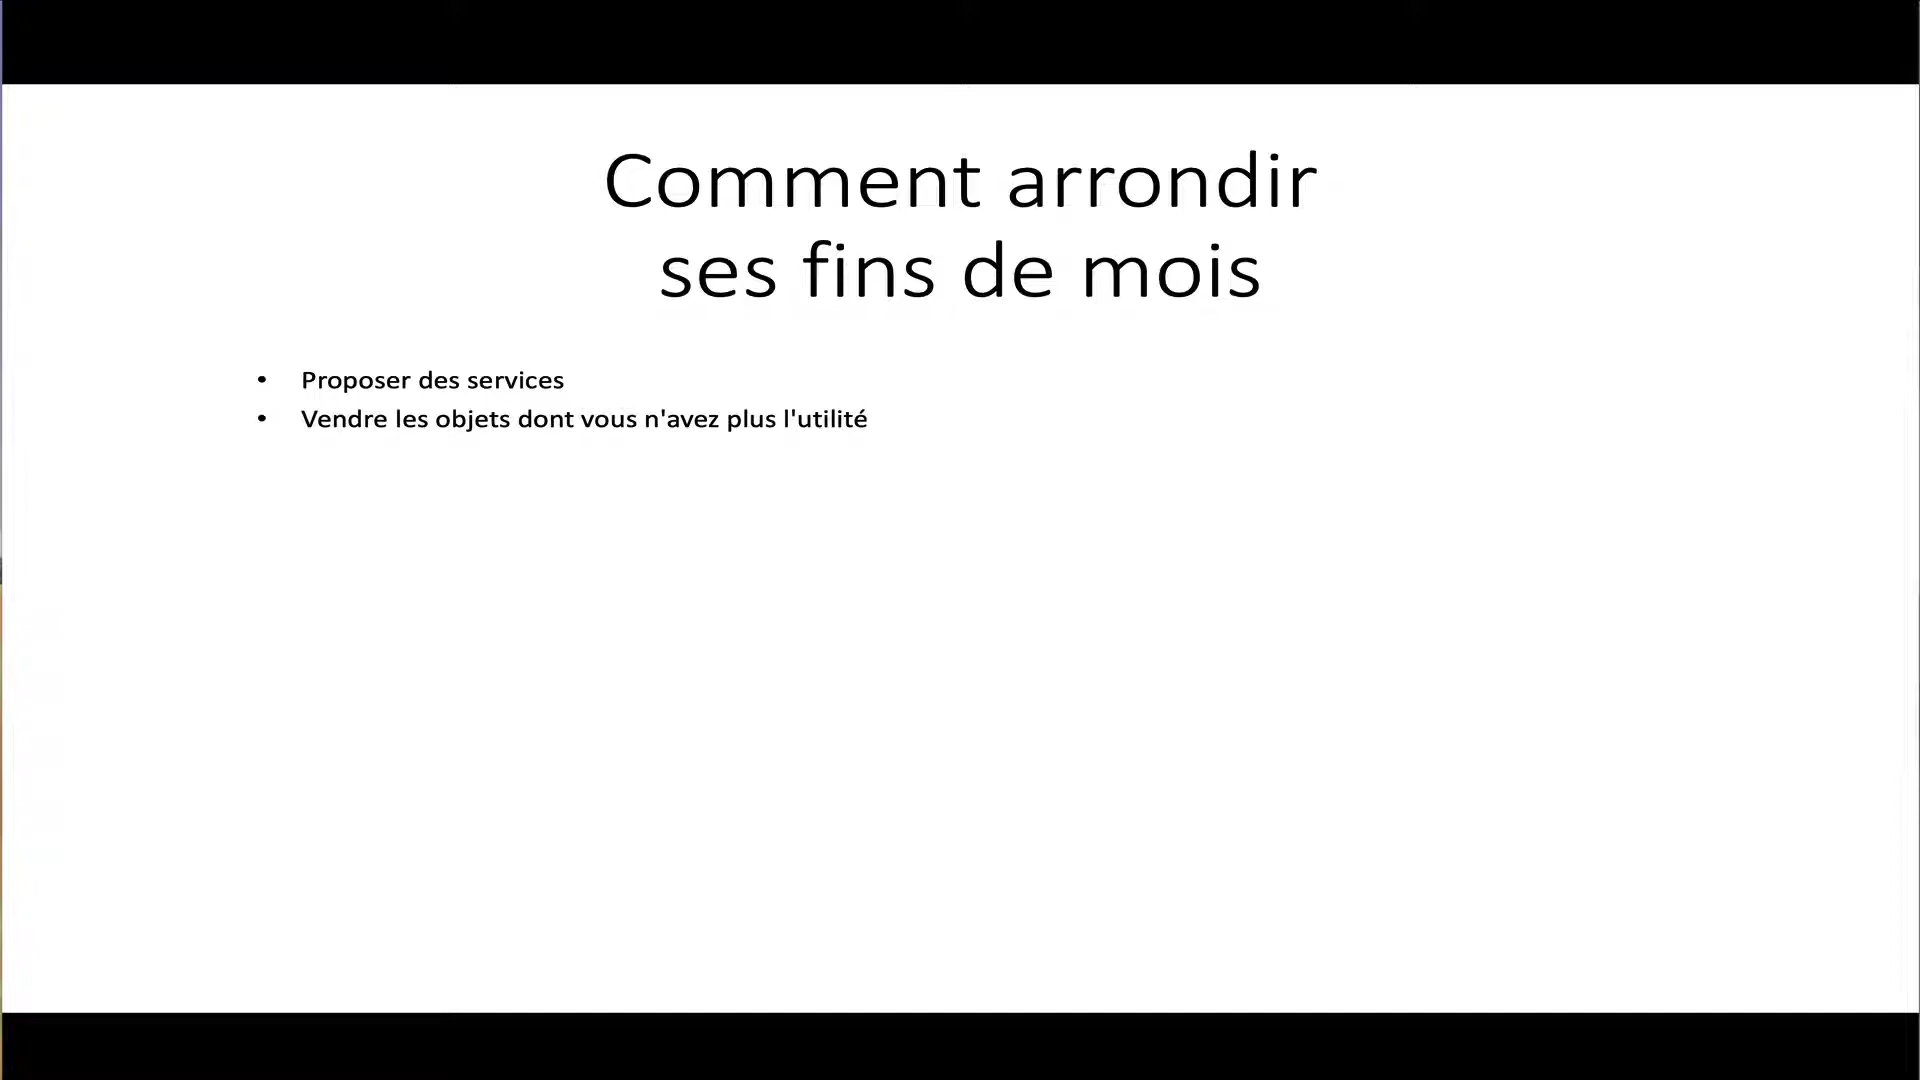 Comment arrondir
ses fins de mois
• Proposer des services
• Vendre les objets dont vous n'avez plus l'utilité